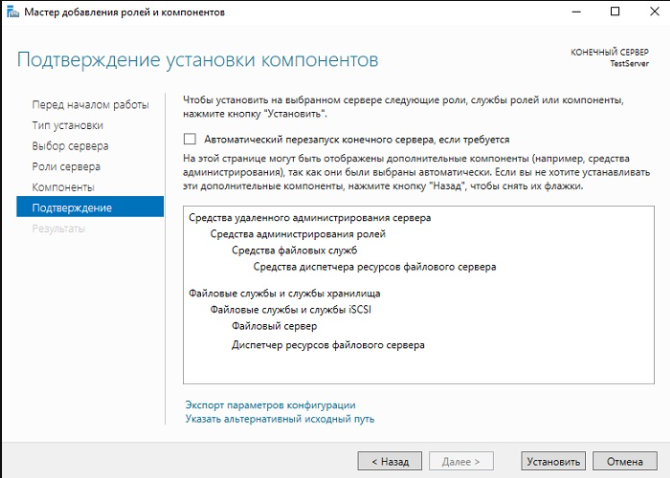 Мастер добавления ролей и компонентов
Подтверждение установки компонентов
КОНЕЧНЫЙ СЕРВЕР
TestServer
Перед началом работы
Тип установки
Выбор сервера
Роли сервера
Компоненты
Подтверждение
Результаты
Чтобы установить на выбранном сервере следующие роли, службы ролей или компоненты,
нажмите кнопку "Установить".
Автоматический перезапуск конечного сервера, если требуется
На этой странице могут быть отображены дополнительные компоненты (например, средства
администрирования), так как они были выбраны автоматически. Если вы не хотите устанавливать
эти дополнительные компоненты, нажмите кнопку "Назад", чтобы снять их флажки.
Средства удаленного администрирования сервера
Средства администрирования ролей
Средства файловых служб
Средства диспетчера ресурсов файлового сервера
Файловые службы и службы хранилища
Файловые службы и службы iSCSI
Файловый сервер
Диспетчер ресурсов файлового сервера
Экспорт параметров конфигурации
Указать альтернативный исходный путь
< Назад
Далее >
Установить
Отмена